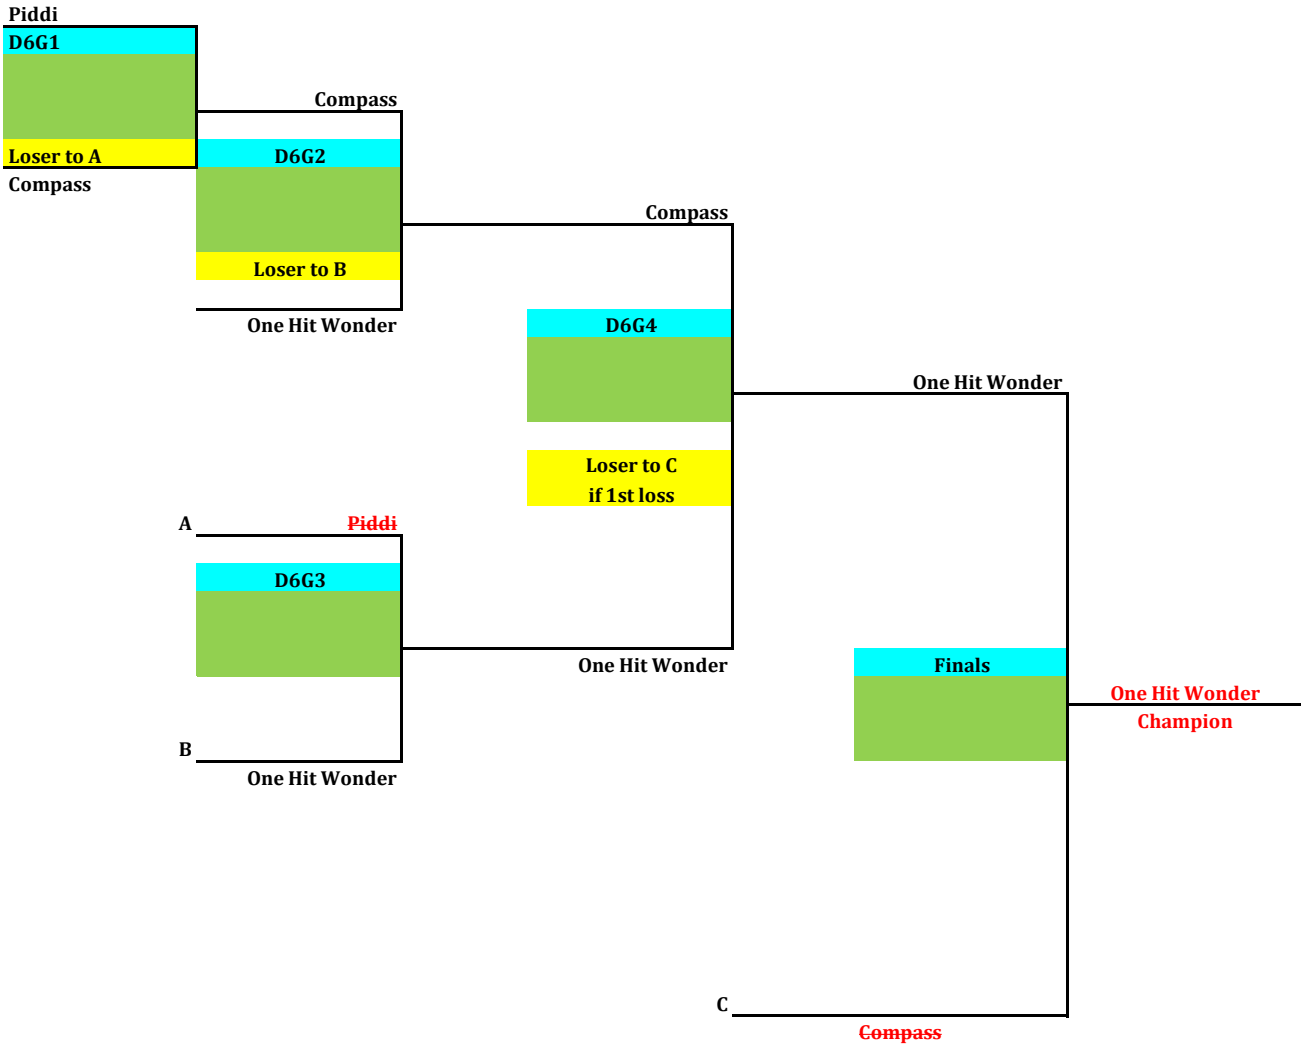 Piddi
D6G1
Compass
Loser to A
D6G2
Compass
Compass
Loser to B
One Hit Wonder
D6G4
One Hit Wonder
Loser to C
if 1st loss
A
Piddi
D6G3
One Hit Wonder
Finals
One Hit Wonder
Champion
B
One Hit Wonder
C
Compass